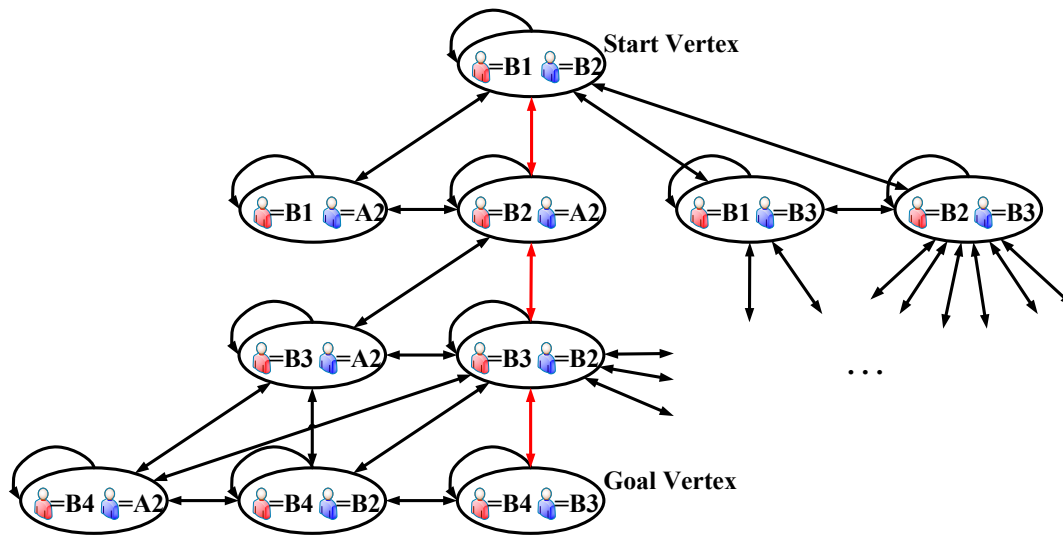 =B1 =B2 Start Vertex
=B1 =A2
=B2 =A2
=B1 =B3
=B2 =B3
=B3 =A2
=B3 =B2
...
=B4 =A2
=B4 =B2
=B4 =B3
Goal Vertex